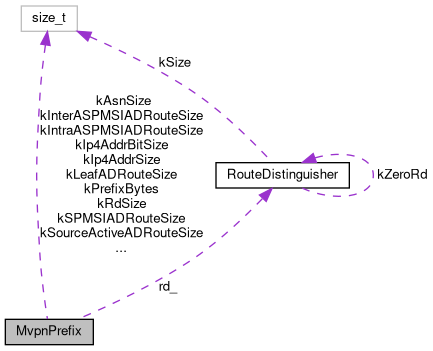 size_t
kSize
kAsnSize
kInterASPMSIADRouteSize
kIntraASPMSIADRouteSize
kIp4AddrBitSize
kIp4AddrSize
kLeafADRouteSize
kPrefixBytes
kRdSize
kSPMSIADRouteSize
kSourceActiveADRouteSize
...
RouteDistinguisher
kZeroRd
rd_
MvpnPrefix